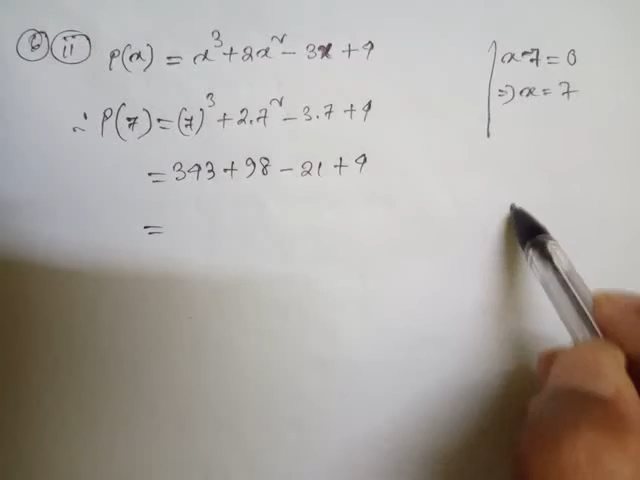 6 ii P(x) = x³ + 2x² - 3x + 4
∴ P(7) = (7)³ + 2.7² - 3.7 + 4
= 343 + 98 - 21 + 4
=
x-7 = 0
⇒ x = 7